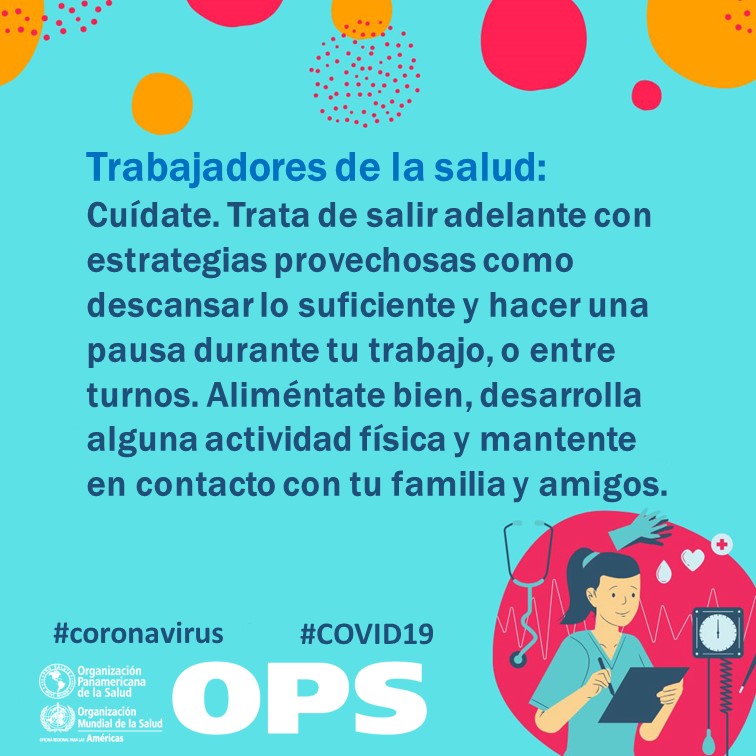 Trabajadores de la salud:
Cuídate. Trata de salir adelante con
estrategias provechosas como
descansar lo suficiente y hacer una
pausa durante tu trabajo, o entre
turnos. Aliméntate bien, desarrolla
alguna actividad física y mantente
en contacto con tu familia y amigos.
#coronavirus #COVID19
Organización
Panamericana
de la Salud
Organización
Mundial de la Salud
OFICINA REGIONAL PARA LAS Américas
OPS